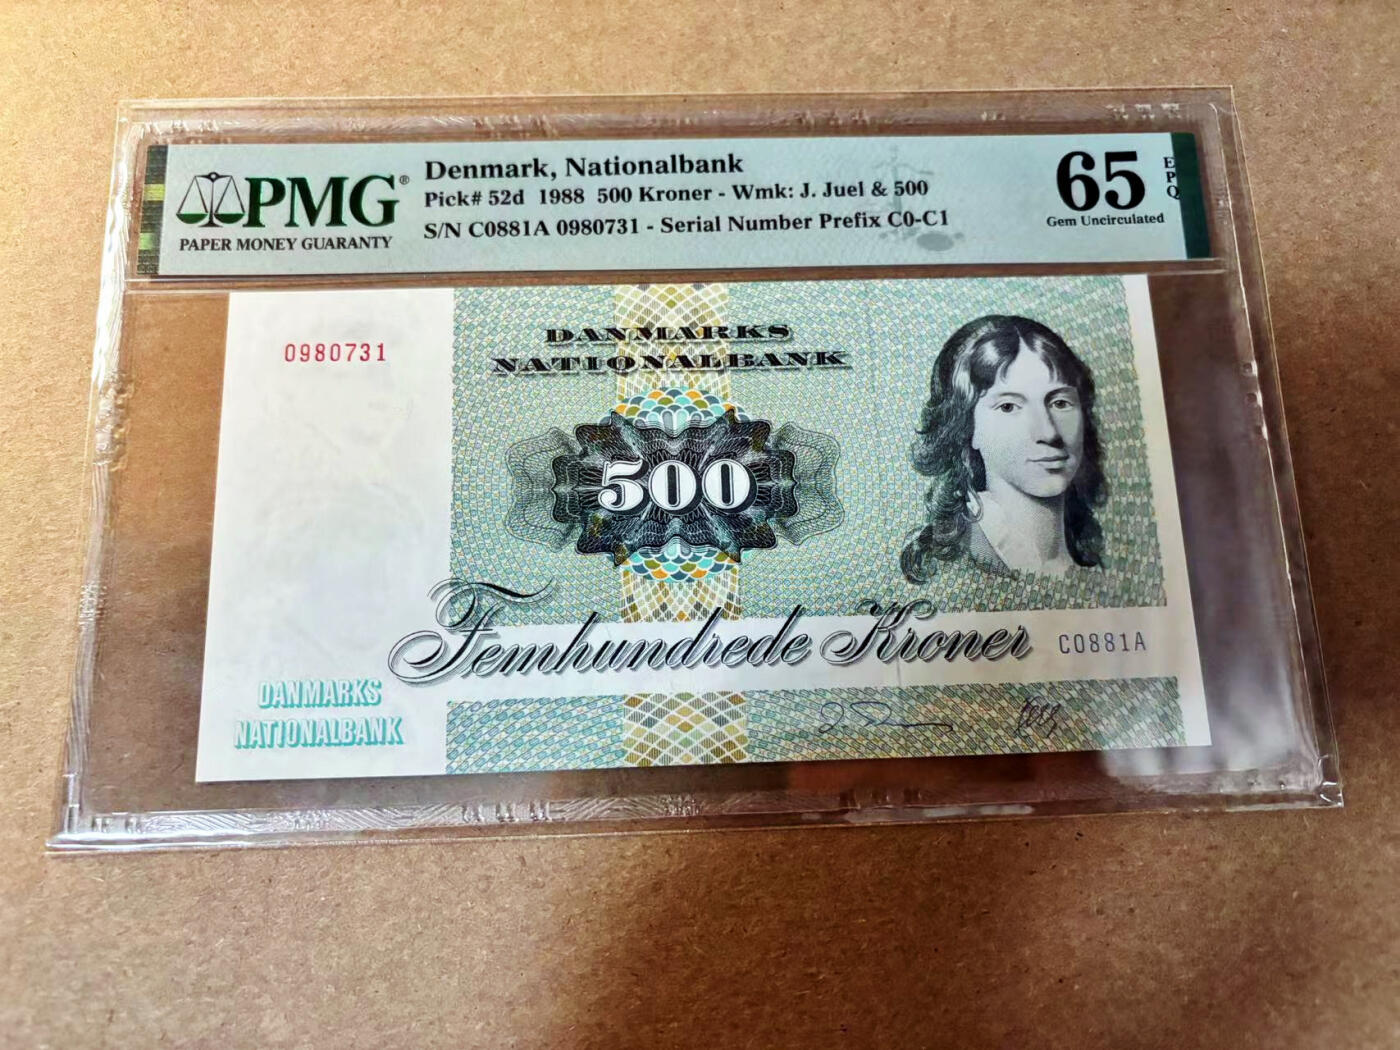 PMG®
PAPER MONEY GUARANTY
Denmark, Nationalbank
Pick# 52d 1988 500 Kroner - Wmk: J. Juel & 500
S/N C0881A 0980731 - Serial Number Prefix C0-C1
65 EPQ
Gem Uncirculated
0980731
DANMARKS
NATIONALBANK
500
Femhundrede Kroner
C0881A
DANMARKS
NATIONALBANK